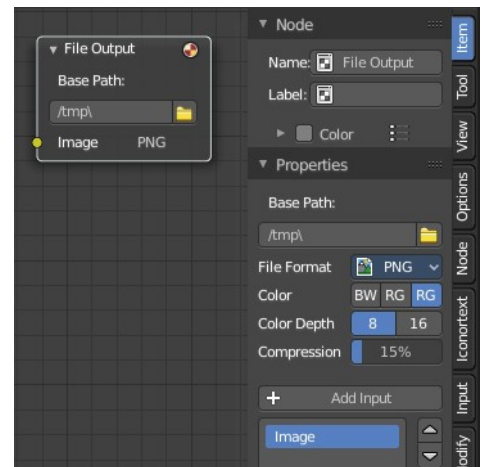 File Output
Base Path:
/tmp\
Image PNG
Node
Name: File Output
Label:
Color
Properties
Base Path:
/tmp\
File Format PNG
Color BW RG RG
Color Depth 8 16
Compression 15%
+ Add Input
Image
Item
Tool
View
Options
Node
Iconortext
Input
odify